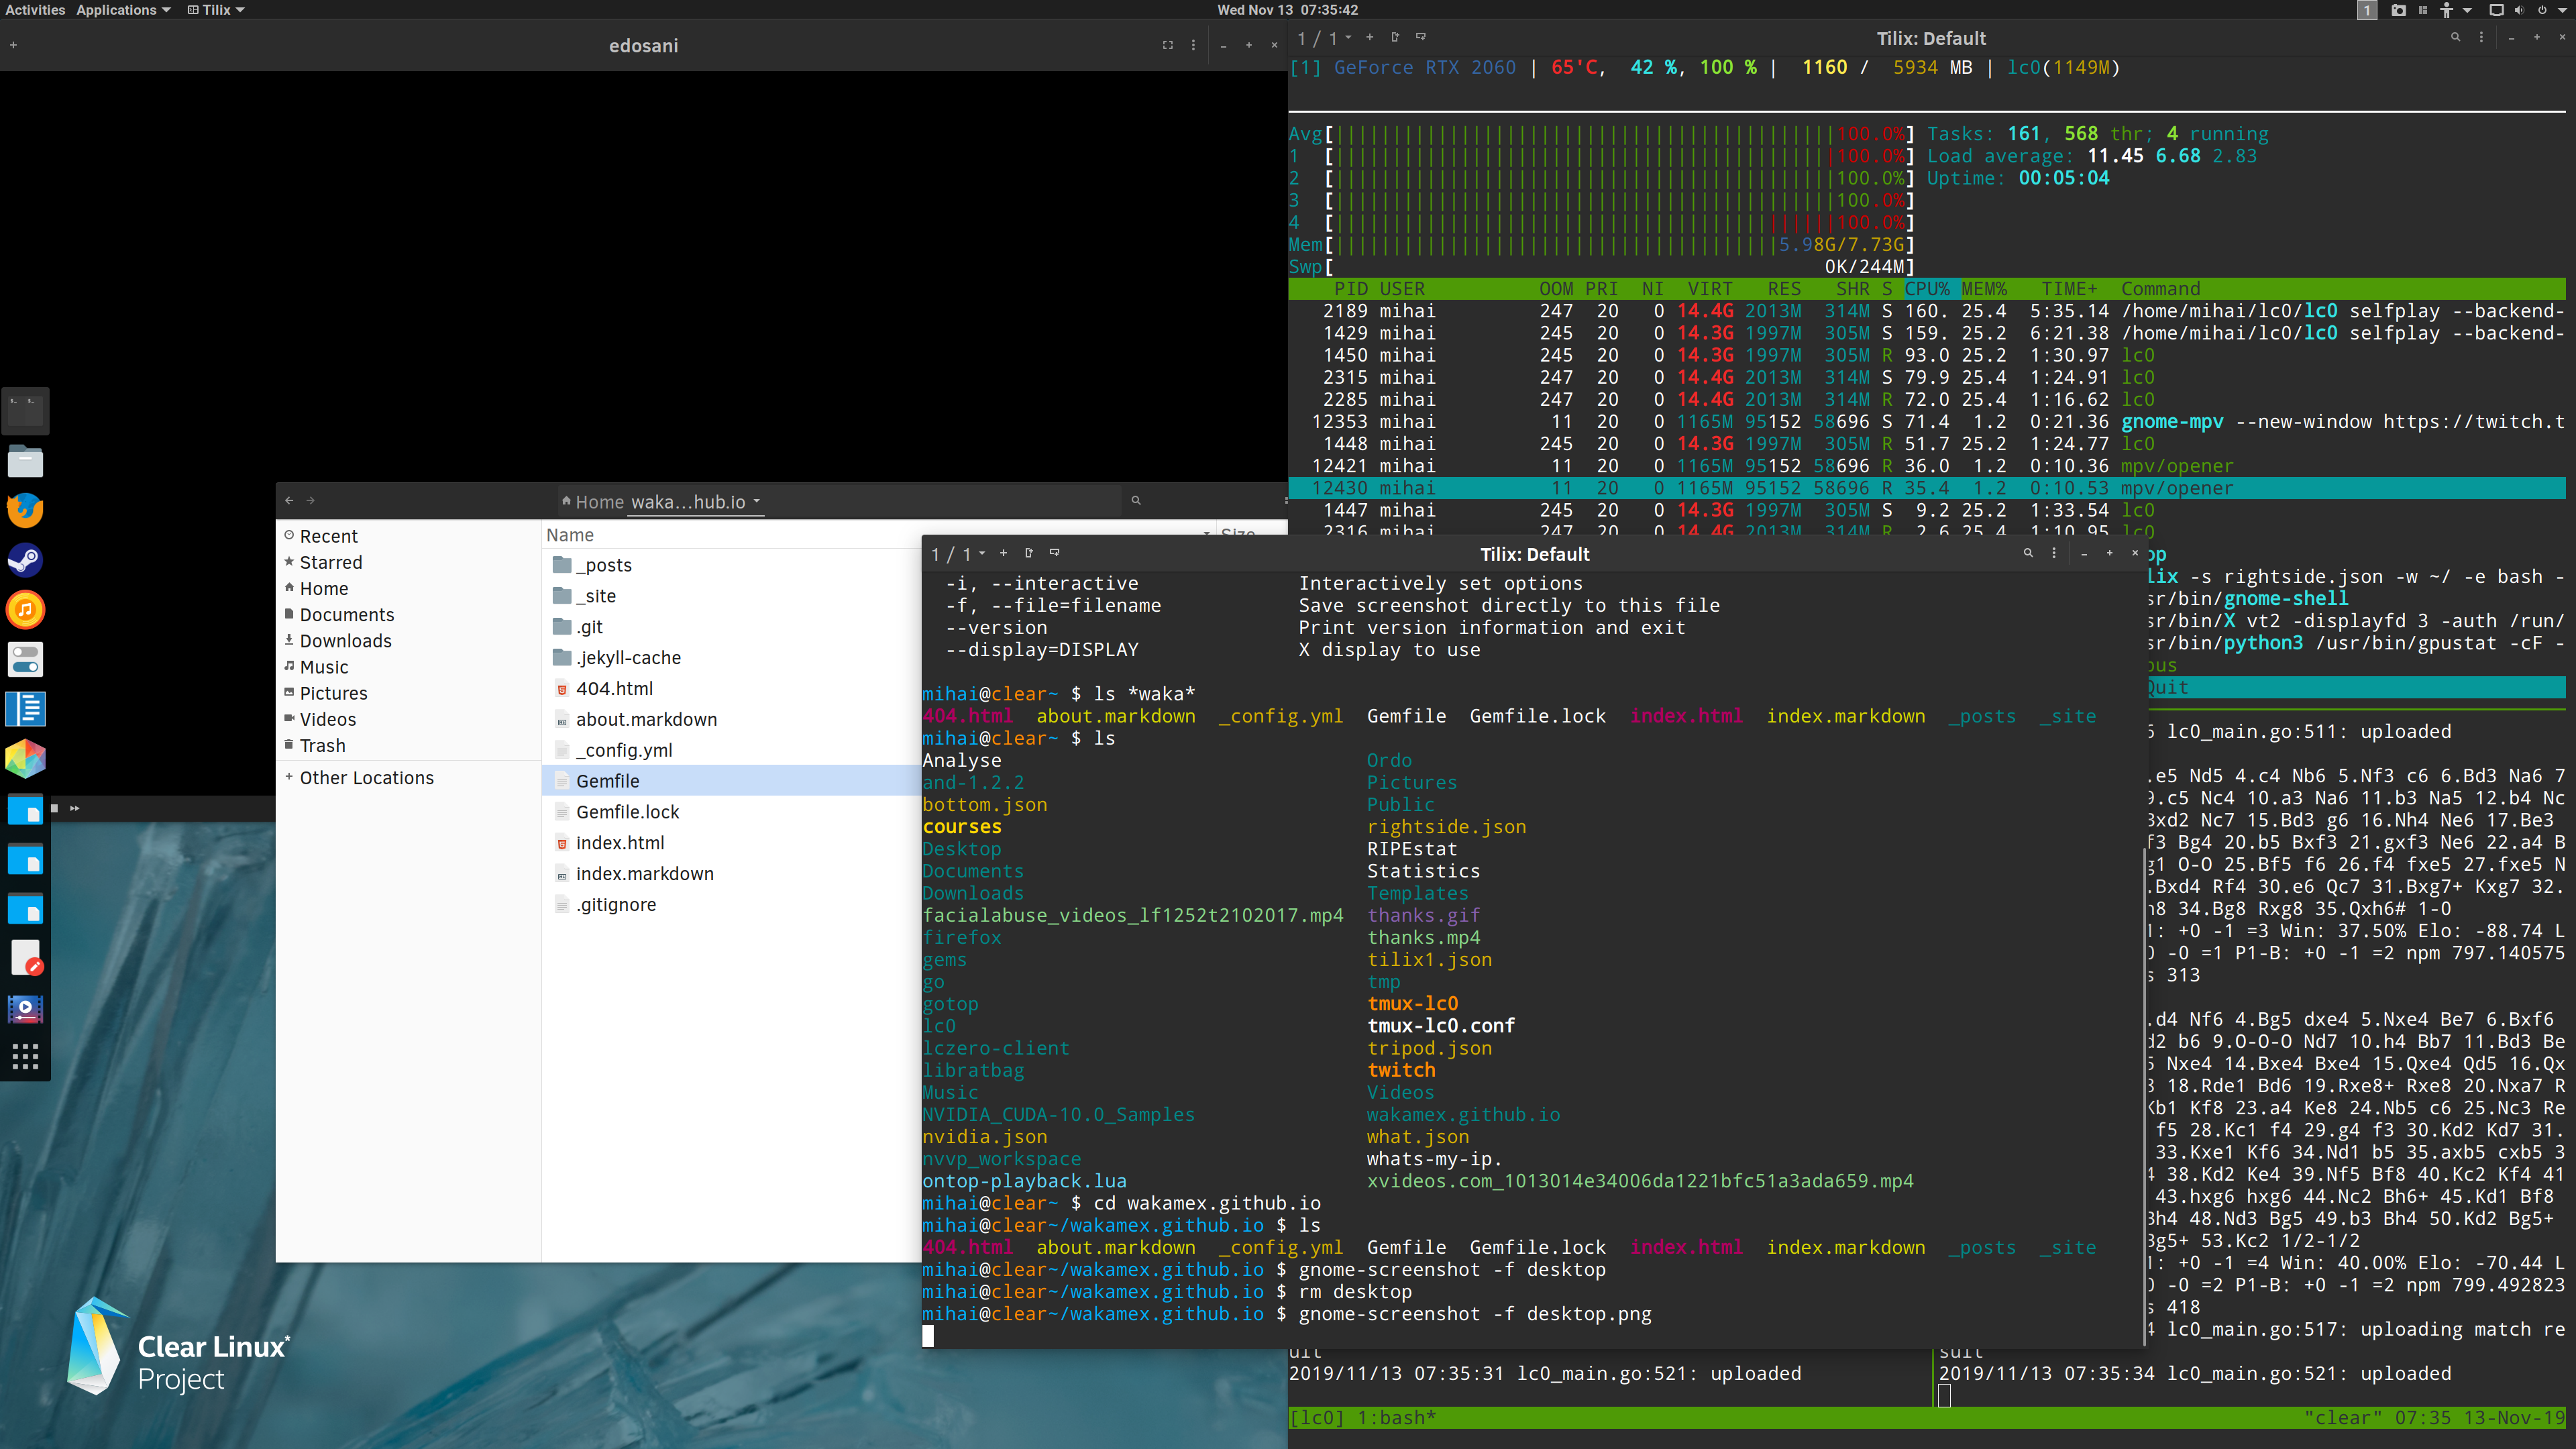 Activities Applications Tilix
Wed Nov 13 07:35:42
1
edosani
1 / 1
Tilix: Default
[1] GeForce RTX 2060 | 65'C, 42 %, 100 % | 1160 / 5934 MB | lc0(1149M)
Avg[100.0%] Tasks: 161, 568 thr; 4 running
1 [100.0%] Load average: 11.45 6.68 2.83
2 [100.0%] Uptime: 00:05:04
3 [100.0%]
4 [100.0%]
Mem[5.98G/7.73G]
Swp[0K/244M]
PID USER OOM PRI NI VIRT RES SHR S CPU% MEM% TIME+ Command
2189 mihai 247 20 0 14.4G 2013M 314M S 160. 25.4 5:35.14 /home/mihai/lc0/lc0 selfplay --backend-
1429 mihai 245 20 0 14.3G 1997M 305M S 159. 25.2 6:21.38 /home/mihai/lc0/lc0 selfplay --backend-
1450 mihai 245 20 0 14.3G 1997M 305M R 93.0 25.2 1:30.97 lc0
2315 mihai 247 20 0 14.4G 2013M 314M S 79.9 25.4 1:24.91 lc0
2285 mihai 247 20 0 14.4G 2013M 314M R 72.0 25.4 1:16.62 lc0
12353 mihai 11 20 0 1165M 95152 58696 S 71.4 1.2 0:21.36 gnome-mpv --new-window https://twitch.t
1448 mihai 245 20 0 14.3G 1997M 305M R 51.7 25.2 1:24.77 lc0
12421 mihai 11 20 0 1165M 95152 58696 R 36.0 1.2 0:10.36 mpv/opener
12430 mihai 11 20 0 1165M 95152 58696 R 35.4 1.2 0:10.53 mpv/opener
1447 mihai 245 20 0 14.3G 1997M 305M S 9.2 25.2 1:33.54 lc0
2316 mihai 247 20 0 14.4G 2013M 314M R 2.6 25.4 1:10.95 lc0
op
lix -s rightside.json -w ~/ -e bash -
sr/bin/gnome-shell
sr/bin/X vt2 -displayfd 3 -auth /run/
sr/bin/python3 /usr/bin/gpustat -cF -
ous
Quit
Home waka...hub.io
Recent
Starred
Home
Documents
Downloads
Music
Pictures
Videos
Trash
Other Locations
Name Size
_posts
_site
.git
.jekyll-cache
404.html
about.markdown
_config.yml
Gemfile
Gemfile.lock
index.html
index.markdown
.gitignore
1 / 1
Tilix: Default
-i, --interactive Interactively set options
-f, --file=filename Save screenshot directly to this file
--version Print version information and exit
--display=DISPLAY X display to use
mihai@clear~ $ ls *waka*
404.html about.markdown _config.yml Gemfile Gemfile.lock index.html index.markdown _posts _site
mihai@clear~ $ ls
Analyse Ordo
and-1.2.2 Pictures
bottom.json Public
courses rightside.json
Desktop RIPEstat
Documents Statistics
Downloads Templates
facialabuse_videos_lf1252t2102017.mp4 thanks.gif
firefox thanks.mp4
gems tilix1.json
go tmp
gotop tmux-lc0
lc0 tmux-lc0.conf
lczero-client tripod.json
libratbag twitch
Music Videos
NVIDIA_CUDA-10.0_Samples wakamex.github.io
nvidia.json what.json
nvvp_workspace whats-my-ip.
ontop-playback.lua xvideos.com_1013014e34006da1221bfc51a3ada659.mp4
mihai@clear~ $ cd wakamex.github.io
mihai@clear~/wakamex.github.io $ ls
404.html about.markdown _config.yml Gemfile Gemfile.lock index.html index.markdown _posts _site
mihai@clear~/wakamex.github.io $ gnome-screenshot -f desktop
mihai@clear~/wakamex.github.io $ rm desktop
mihai@clear~/wakamex.github.io $ gnome-screenshot -f desktop.png
lc0_main.go:511: uploaded
.e5 Nd5 4.c4 Nb6 5.Nf3 c6 6.Bd3 Na6 7
9.c5 Nc4 10.a3 Na6 11.b3 Na5 12.b4 Nc
Bxd2 Nc7 15.Bd3 g6 16.Nh4 Ne6 17.Be3
f3 Bg4 20.b5 Bxf3 21.gxf3 Ne6 22.a4 B
g1 O-O 25.Bf5 f6 26.f4 fxe5 27.fxe5 N
.Bxd4 Rf4 30.e6 Qc7 31.Bxg7+ Kxg7 32.
h8 34.Bg8 Rxg8 35.Qxh6# 1-0
1: +0 -1 =3 Win: 37.50% Elo: -88.74 L
0 -0 =1 P1-B: +0 -1 =2 npm 797.140575
s 313
.d4 Nf6 4.Bg5 dxe4 5.Nxe4 Be7 6.Bxf6
d2 b6 9.O-O-O Nd7 10.h4 Bb7 11.Bd3 Be
5 Nxe4 14.Bxe4 Bxe4 15.Qxe4 Qd5 16.Qx
3 18.Rde1 Bd6 19.Rxe8+ Rxe8 20.Nxa7 R
Kb1 Kf8 23.a4 Ke8 24.Nb5 c6 25.Nc3 Re
f5 28.Kc1 f4 29.g4 f3 30.Kd2 Kd7 31.
33.Kxe1 Kf6 34.Nd1 b5 35.axb5 cxb5 3
4 38.Kd2 Ke4 39.Nf5 Bf8 40.Kc2 Kf4 41
43.hxg6 hxg6 44.Nc2 Bh6+ 45.Kd1 Bf8
Bh4 48.Nd3 Bg5 49.b3 Bh4 50.Kd2 Bg5+
Bg5+ 53.Kc2 1/2-1/2
1: +0 -1 =4 Win: 40.00% Elo: -70.44 L
0 -0 =2 P1-B: +0 -1 =2 npm 799.492823
s 418
4 lc0_main.go:517: uploading match re
ult sult
2019/11/13 07:35:31 lc0_main.go:521: uploaded 2019/11/13 07:35:34 lc0_main.go:521: uploaded
[lc0] 1:bash* "clear" 07:35 13-Nov-19
Clear Linux*
Project